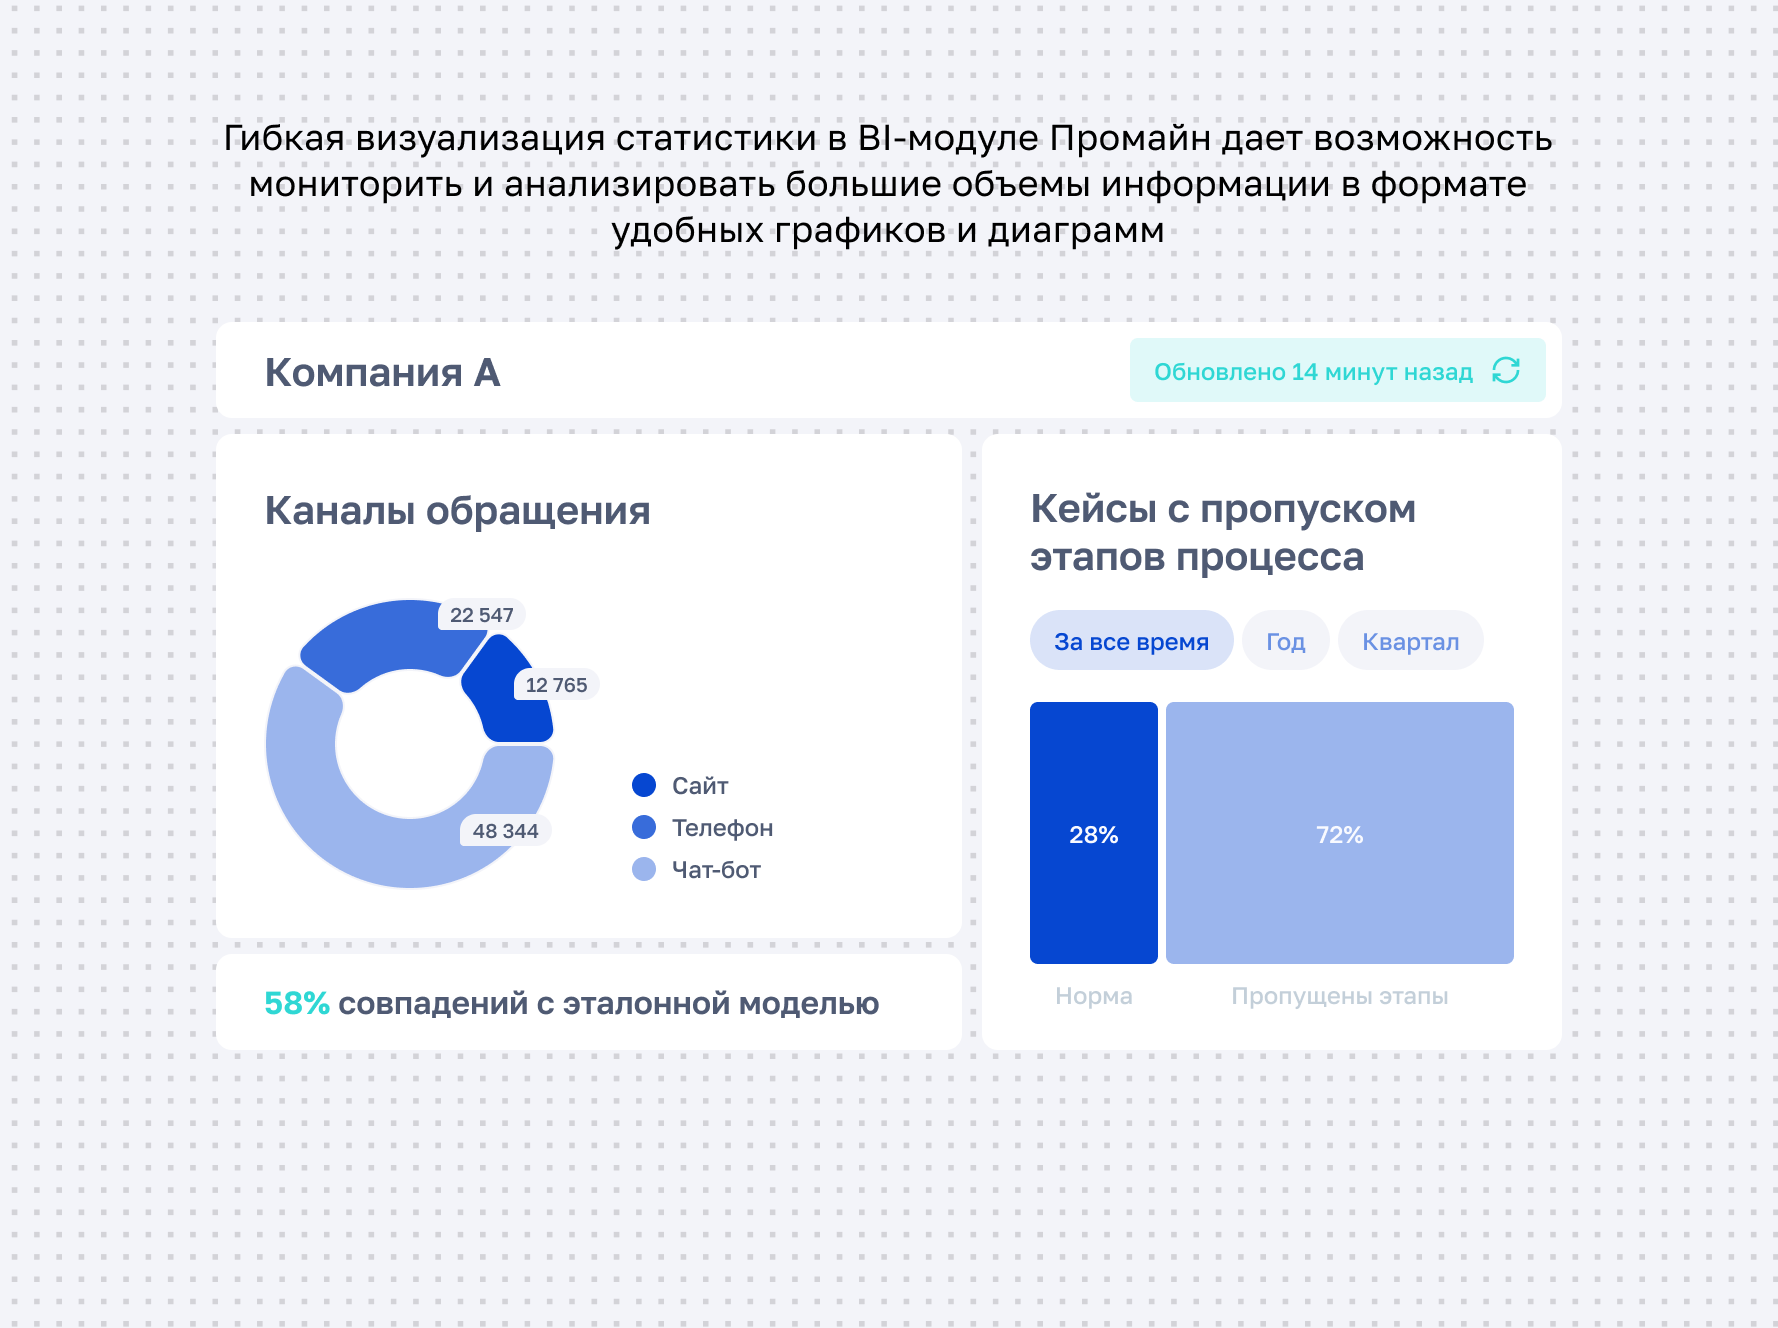 Гибкая визуализация статистики в BI-модуле Промайн дает возможность
мониторить и анализировать большие объемы информации в формате
удобных графиков и диаграмм
Компания А
Обновлено 14 минут назад
Каналы обращения
22 547
12 765
48 344
Сайт
Телефон
Чат-бот
58% совпадений с эталонной моделью
Кейсы с пропуском
этапов процесса
За все время
Год
Квартал
28%
72%
Норма
Пропущены этапы